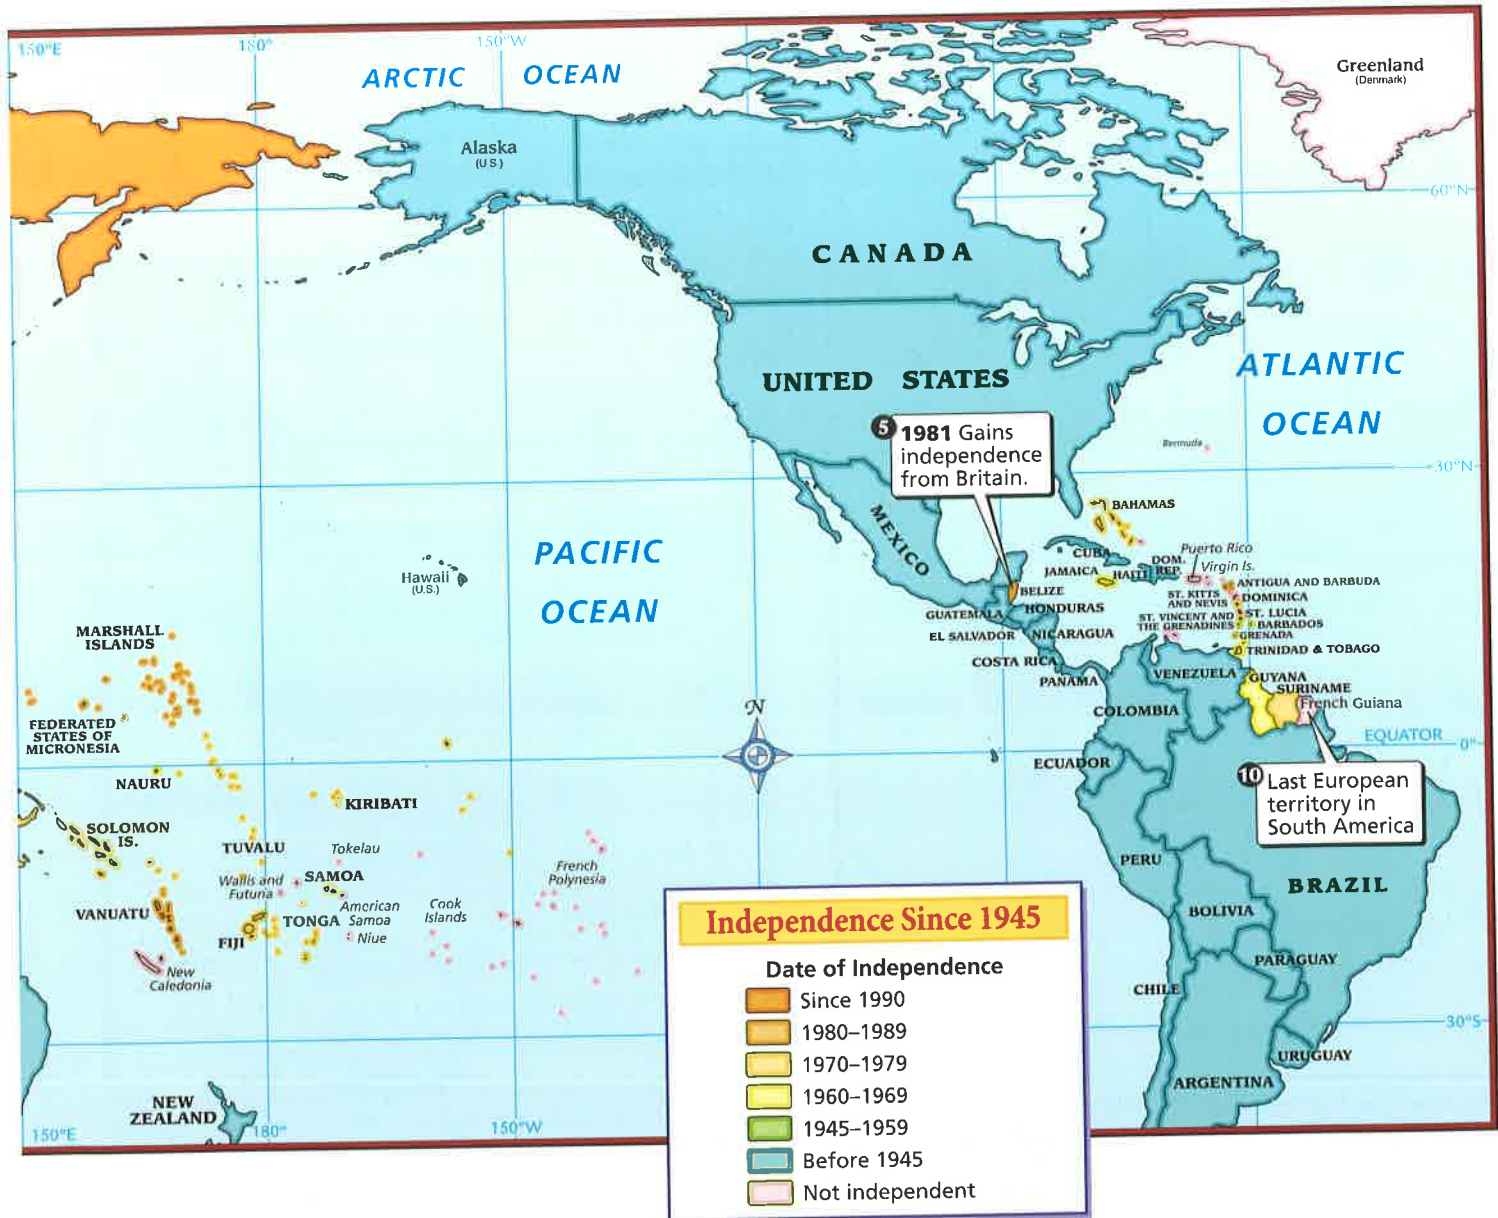 150°E
180°
150°W
ARCTIC OCEAN
Greenland
(Denmark)
Alaska
(U.S.)
60°N
CANADA
UNITED STATES
ATLANTIC
OCEAN
5 1981 Gains
independence
from Britain.
Bermuda
30°N
MEXICO
BAHAMAS
PACIFIC
OCEAN
Hawaii
(U.S.)
CUBA
JAMAICA
HAITI
DOM.
REP.
Puerto Rico
Virgin Is.
BELIZE
ANTIGUA AND BARBUDA
ST. KITTS
AND NEVIS
DOMINICA
GUATEMALA
HONDURAS
ST. VINCENT AND
THE GRENADINES
ST. LUCIA
BARBADOS
EL SALVADOR
NICARAGUA
GRENADA
COSTA RICA
TRINIDAD & TOBAGO
PANAMA
VENEZUELA
GUYANA
SURINAME
French Guiana
COLOMBIA
MARSHALL
ISLANDS
FEDERATED
STATES OF
MICRONESIA
N
EQUATOR
0°
ECUADOR
NAURU
KIRIBATI
10 Last European
territory in
South America
SOLOMON
IS.
TUVALU
Tokelau
PERU
Wallis and
Futuna
SAMOA
French
Polynesia
BRAZIL
VANUATU
American
Samoa
TONGA
Cook
Islands
BOLIVIA
FIJI
Niue
New
Caledonia
PARAGUAY
CHILE
30°S
URUGUAY
ARGENTINA
NEW
ZEALAND
150°E
180°
150°W
Independence Since 1945
Date of Independence
Since 1990
1980–1989
1970–1979
1960–1969
1945–1959
Before 1945
Not independent